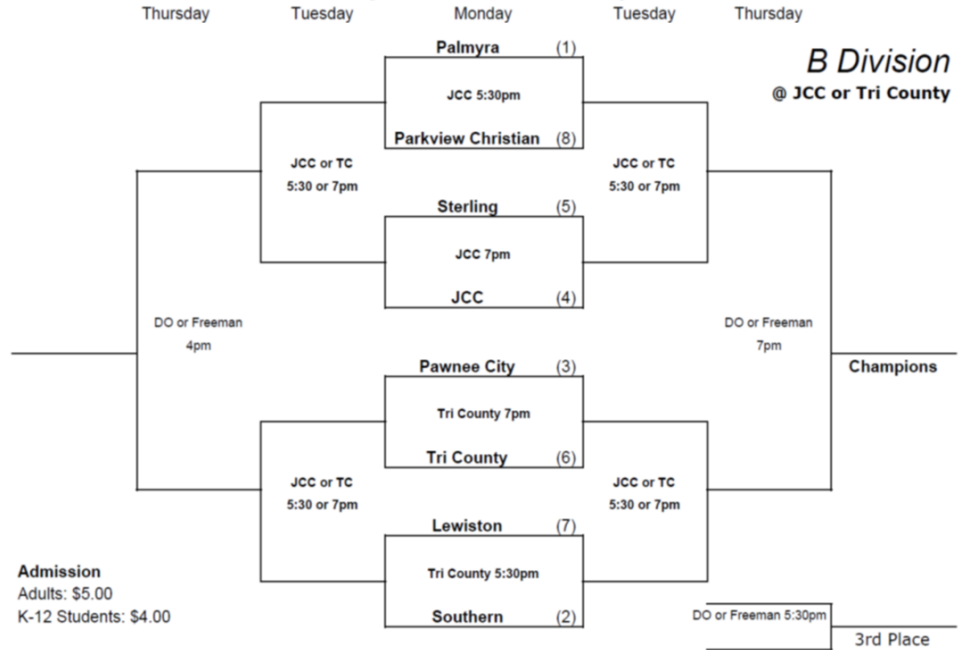 Thursday Tuesday Monday Tuesday Thursday
B Division
@ JCC or Tri County
Palmyra (1)
JCC 5:30pm
Parkview Christian (8)
JCC or TC
5:30 or 7pm
JCC or TC
5:30 or 7pm
Sterling (5)
JCC 7pm
JCC (4)
DO or Freeman
4pm
DO or Freeman
7pm
Champions
Pawnee City (3)
Tri County 7pm
Tri County (6)
JCC or TC
5:30 or 7pm
JCC or TC
5:30 or 7pm
Lewiston (7)
Tri County 5:30pm
Southern (2)
Admission
Adults: $5.00
K-12 Students: $4.00
DO or Freeman 5:30pm
3rd Place